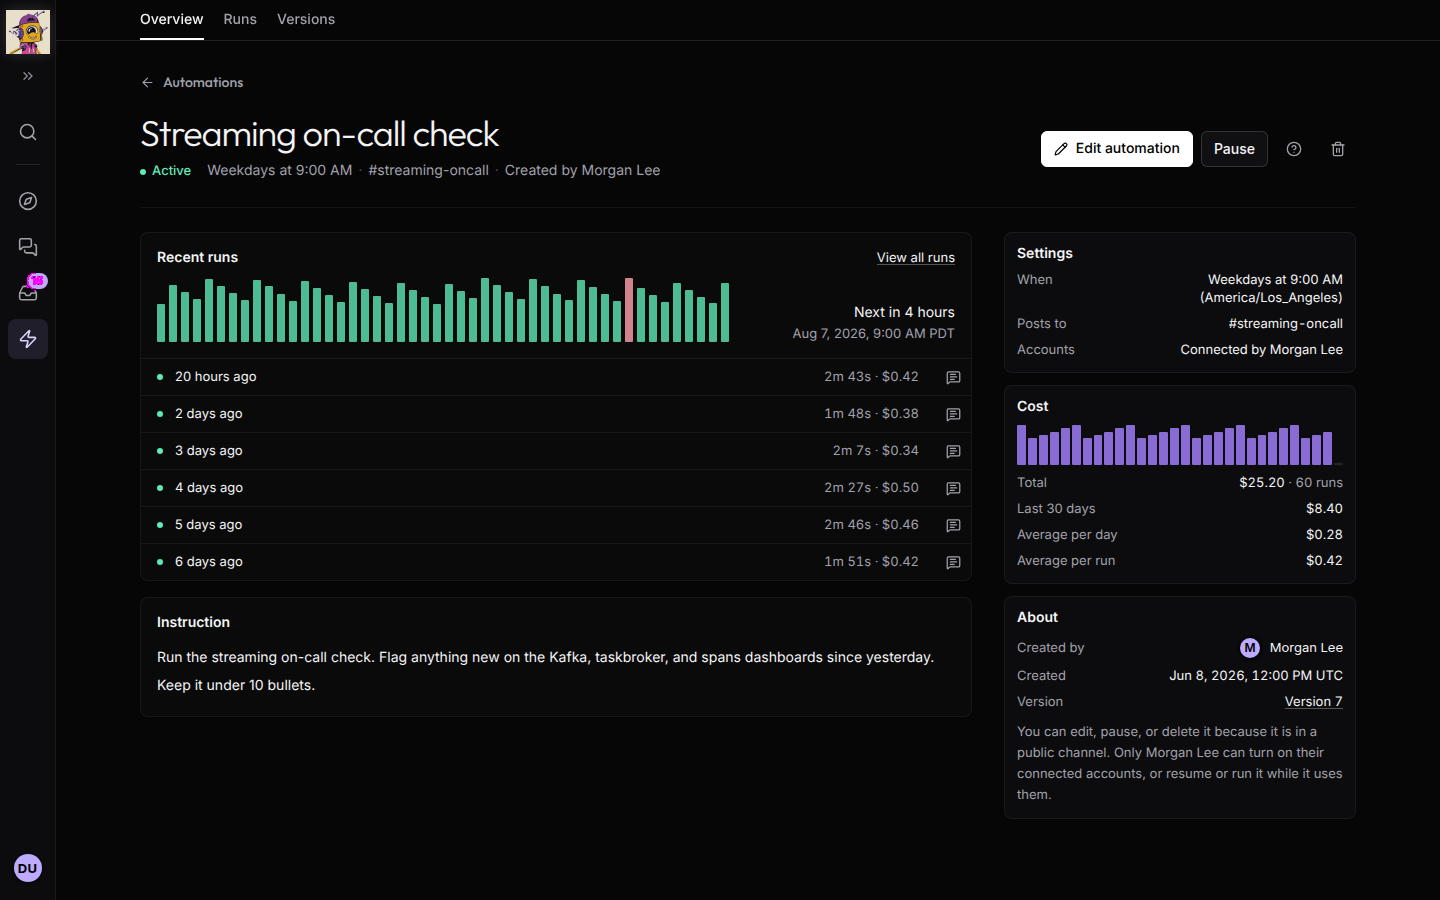 Overview Runs Versions
Automations
Streaming on-call check
Active Weekdays at 9:00 AM · #streaming-oncall · Created by Morgan Lee
Edit automation
Pause
Recent runs
View all runs
Next in 4 hours
Aug 7, 2026, 9:00 AM PDT
20 hours ago 2m 43s · $0.42
2 days ago 1m 48s · $0.38
3 days ago 2m 7s · $0.34
4 days ago 2m 27s · $0.50
5 days ago 2m 46s · $0.46
6 days ago 1m 51s · $0.42
Instruction
Run the streaming on-call check. Flag anything new on the Kafka, taskbroker, and spans dashboards since yesterday.
Keep it under 10 bullets.
Settings
When Weekdays at 9:00 AM
(America/Los_Angeles)
Posts to #streaming-oncall
Accounts Connected by Morgan Lee
Cost
Total $25.20 · 60 runs
Last 30 days $8.40
Average per day $0.28
Average per run $0.42
About
Created by M Morgan Lee
Created Jun 8, 2026, 12:00 PM UTC
Version Version 7
You can edit, pause, or delete it because it is in a
public channel. Only Morgan Lee can turn on their
connected accounts, or resume or run it while it uses
them.
DU